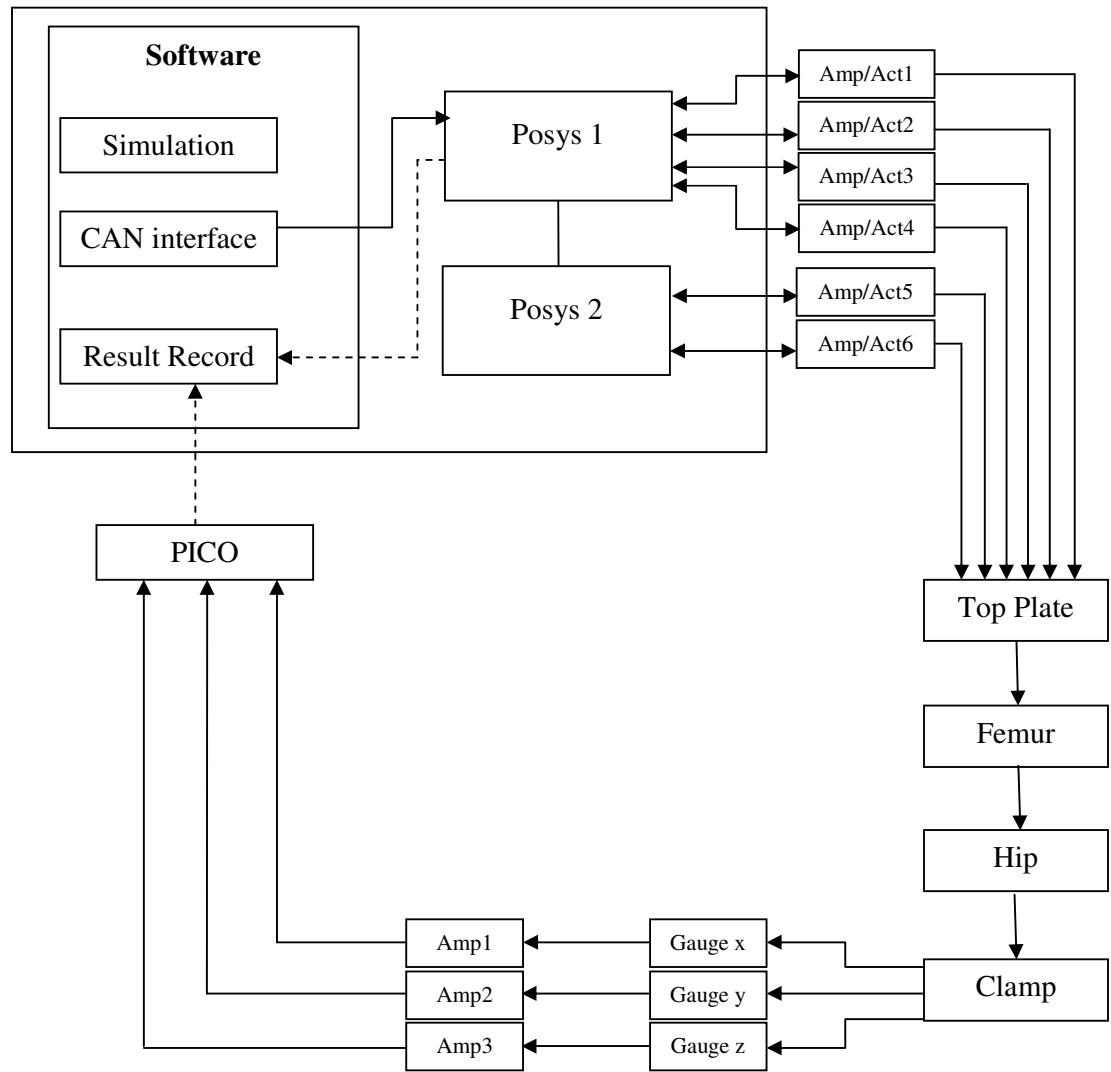 Software
Simulation
CAN interface
Result Record
Posys 1
Posys 2
Amp/Act1
Amp/Act2
Amp/Act3
Amp/Act4
Amp/Act5
Amp/Act6
PICO
Top Plate
Femur
Hip
Clamp
Gauge x
Gauge y
Gauge z
Amp1
Amp2
Amp3